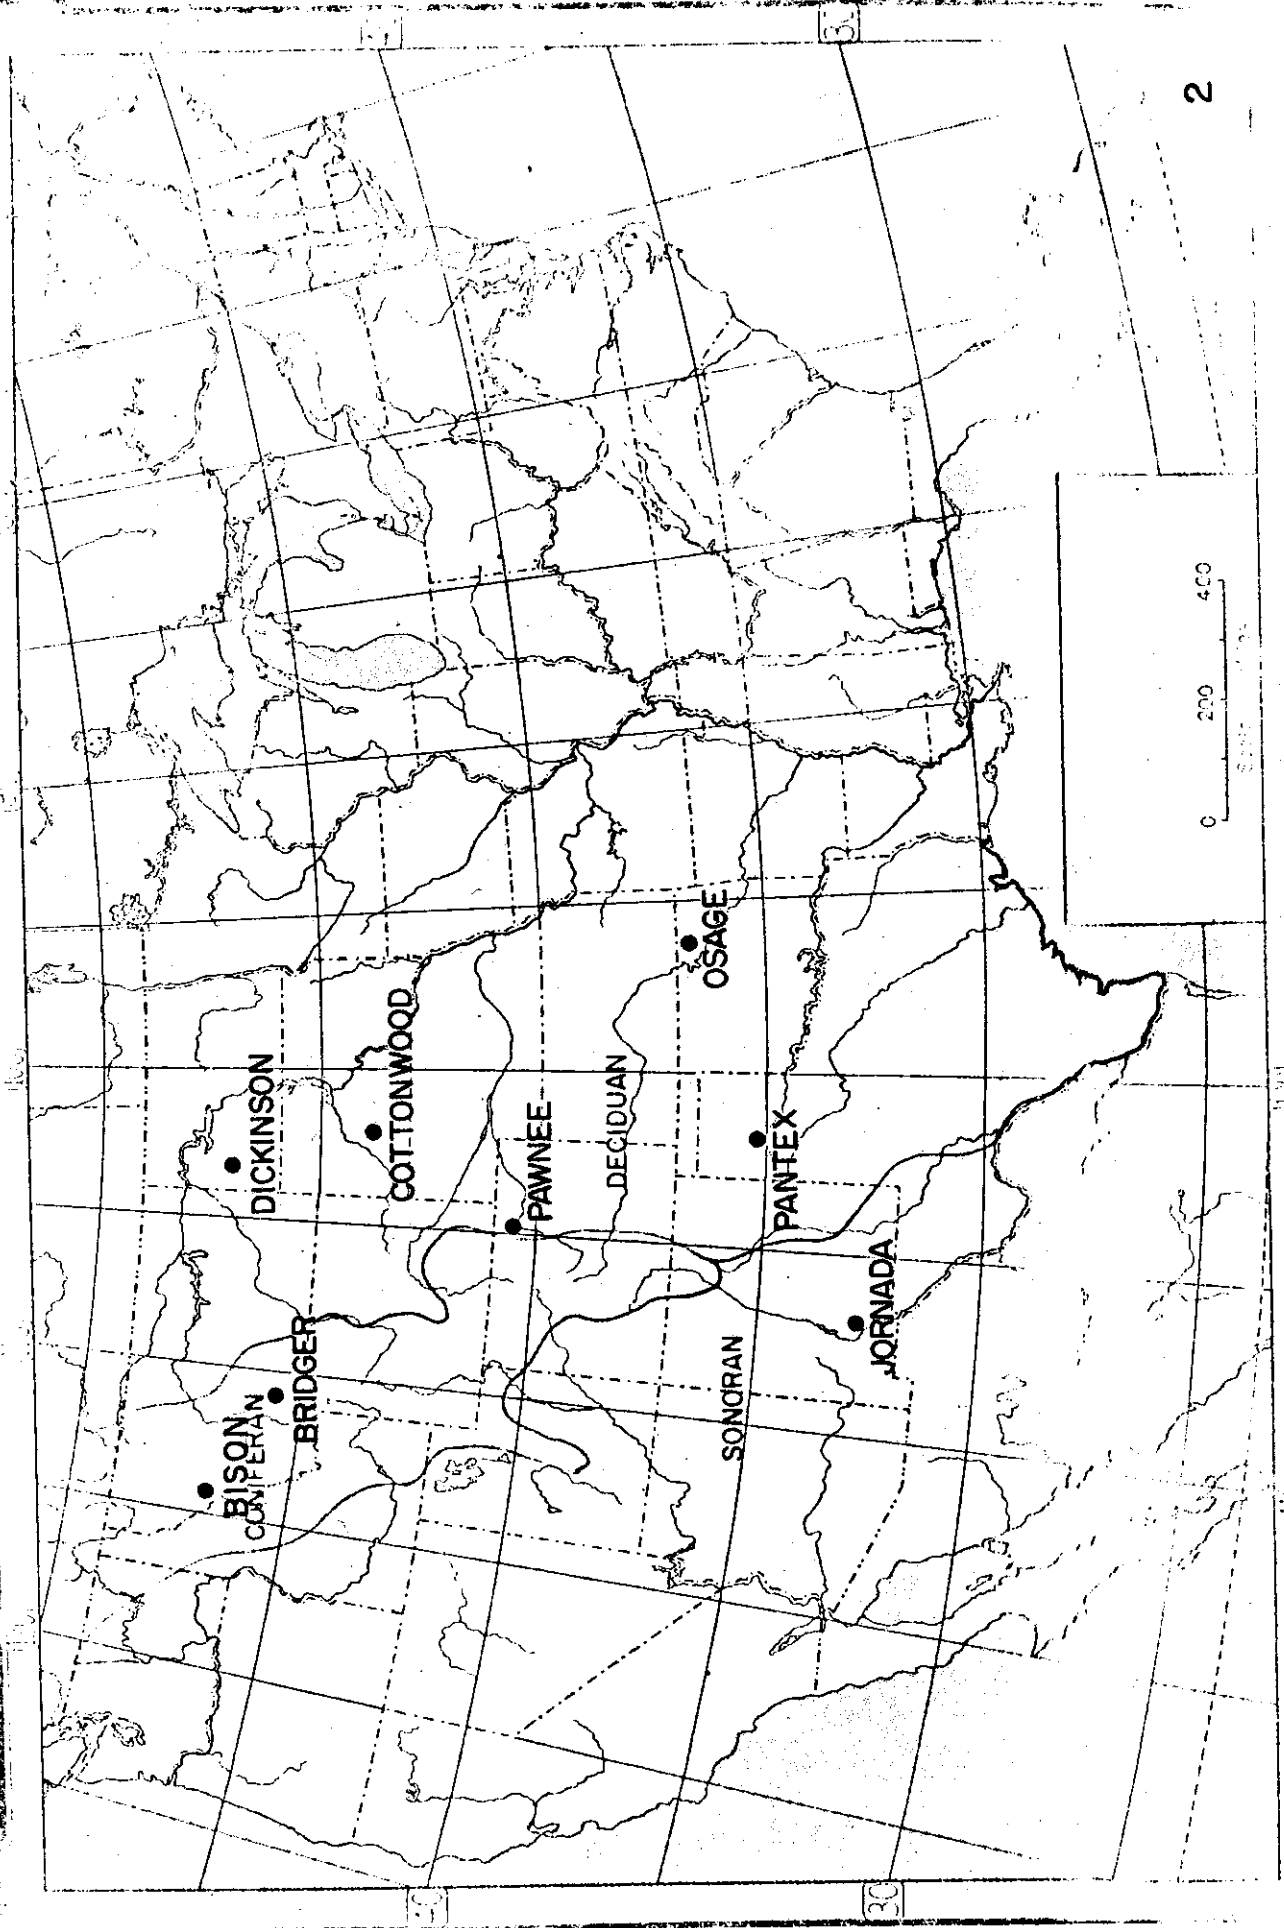 BISON
CONIFERAN
BRIDGER
DICKINSON
COTTONWOOD
PAWNEE
DECIDUAN
OSAGE
SONORAN
PANTEX
JORNADA
0 200 400
30
2